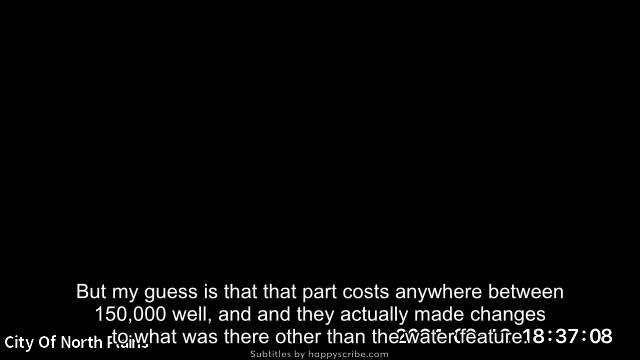 But my guess is that that part costs anywhere between
150,000 well, and and they actually made changes
to what was there other than the water feature.
City Of North Plains
18:37:08
Subtitles by happyscribe.com